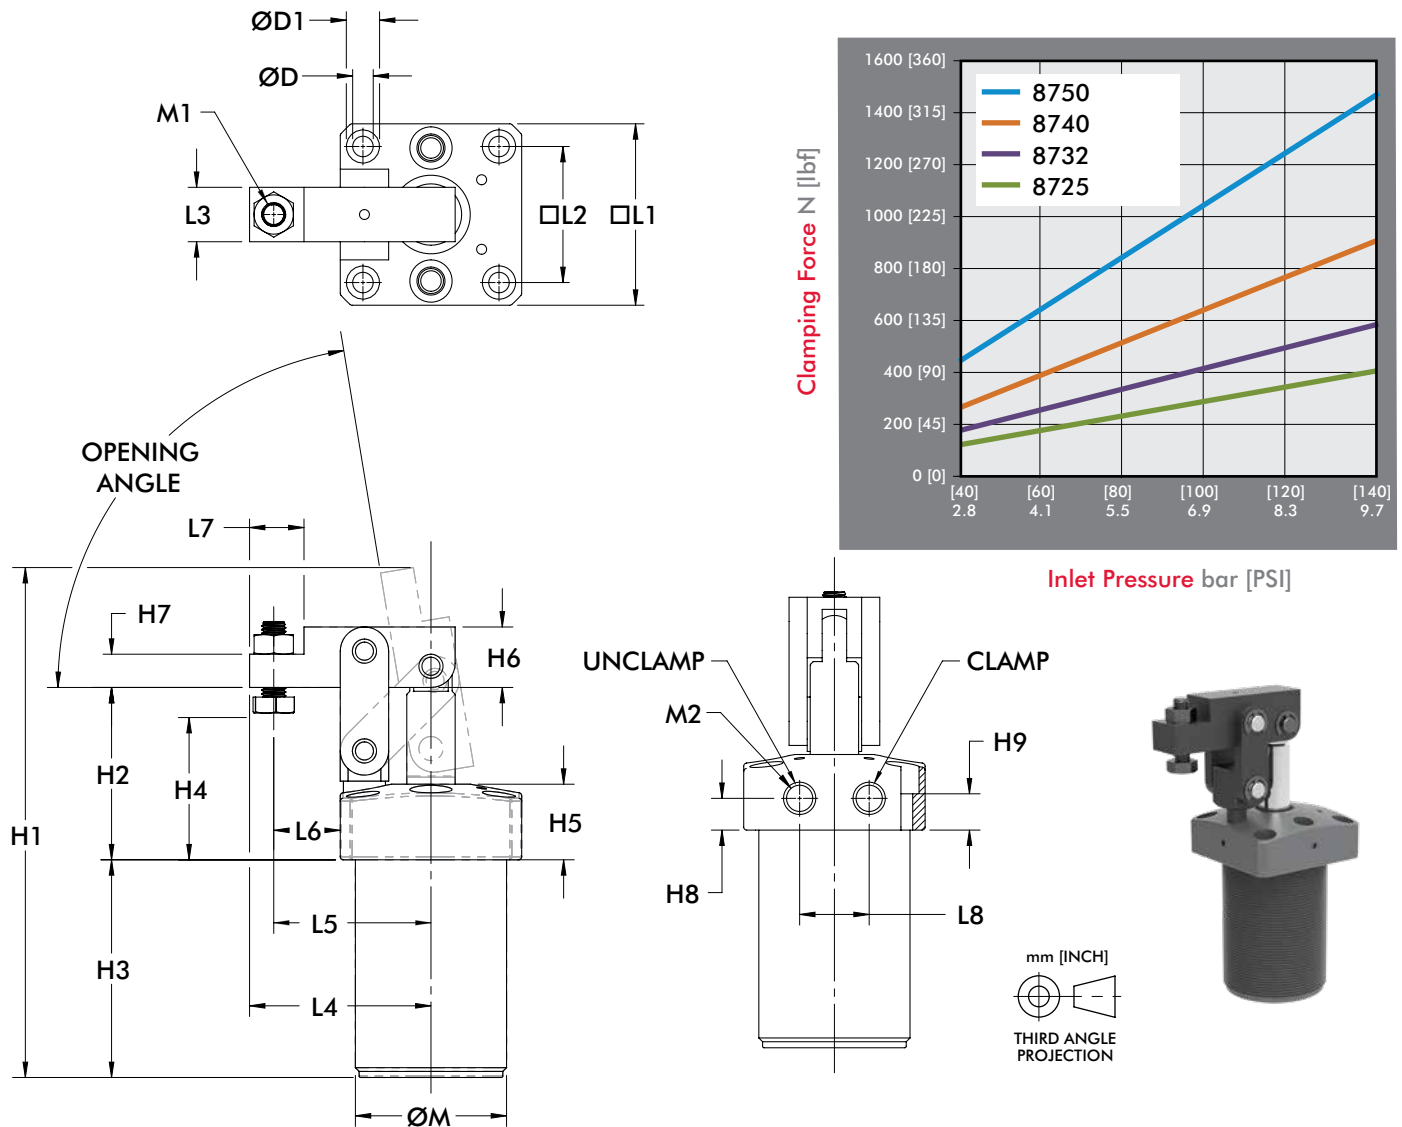 ØD1
ØD
M1
L3
□L2
□L1
OPENING
ANGLE
L7
H7
H6
H1
H2
H4
L6
H5
L5
H3
L4
ØM
Clamping Force N [lbf]
1600 [360]
1400 [315]
1200 [270]
1000 [225]
800 [180]
600 [135]
400 [90]
200 [45]
0 [0]
8750
8740
8732
8725
[40] [60] [80] [100] [120] [140]
2.8 4.1 5.5 6.9 8.3 9.7
Inlet Pressure bar [PSI]
UNCLAMP
CLAMP
M2
H9
H8
L8
mm [INCH]
THIRD ANGLE
PROJECTION